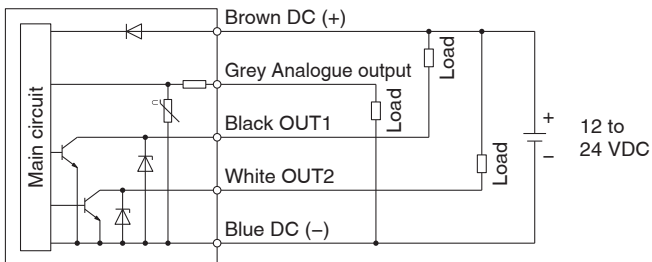 Brown DC (+)
Grey Analogue output
Black OUT1
White OUT2
Blue DC (−)
Main circuit
Load
Load
Load
+
−
12 to
24 VDC